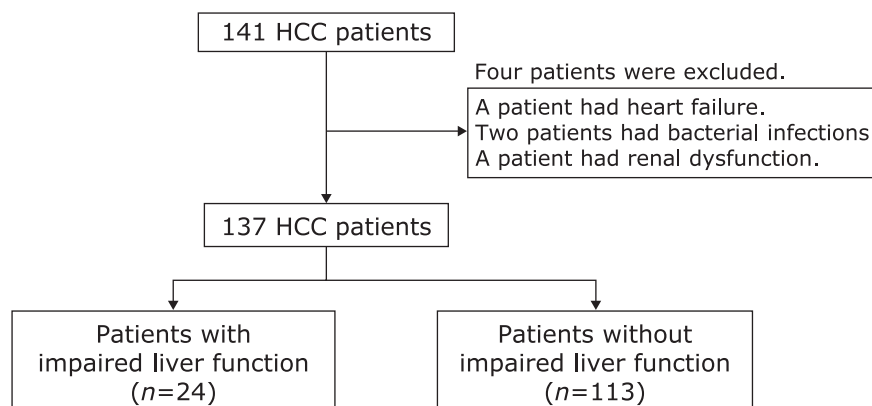 141 HCC patients
Four patients were excluded.
A patient had heart failure.
Two patients had bacterial infections
A patient had renal dysfunction.
137 HCC patients
Patients with
impaired liver function
(n=24)
Patients without
impaired liver function
(n=113)